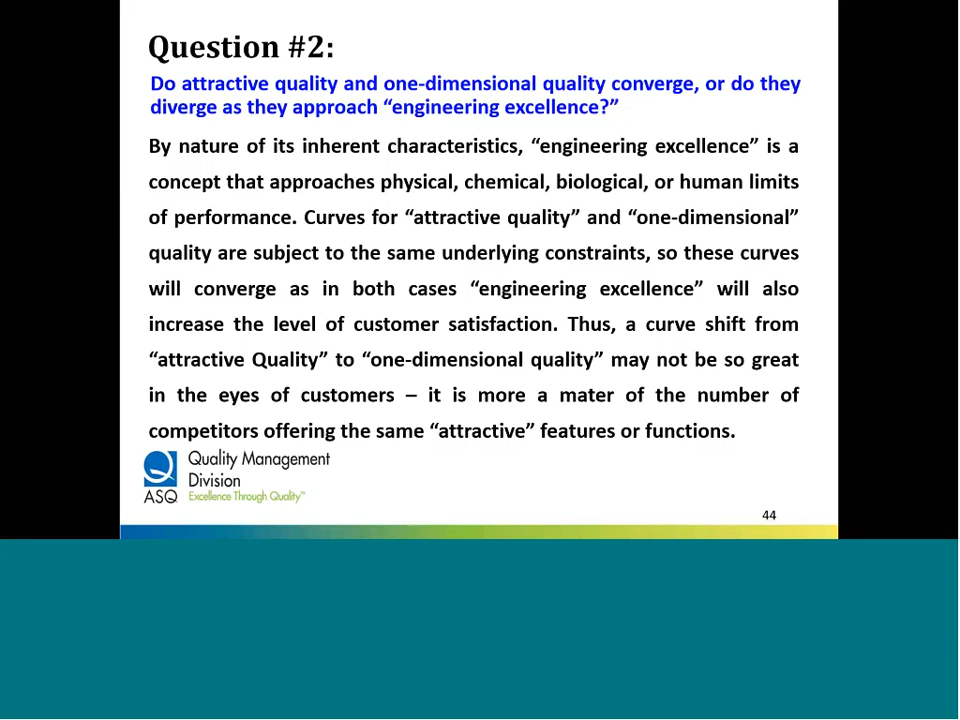 Question #2:
Do attractive quality and one-dimensional quality converge, or do they
diverge as they approach “engineering excellence?”
By nature of its inherent characteristics, “engineering excellence” is a
concept that approaches physical, chemical, biological, or human limits
of performance. Curves for “attractive quality” and “one-dimensional”
quality are subject to the same underlying constraints, so these curves
will converge as in both cases “engineering excellence” will also
increase the level of customer satisfaction. Thus, a curve shift from
“attractive Quality” to “one-dimensional quality” may not be so great
in the eyes of customers – it is more a mater of the number of
competitors offering the same “attractive” features or functions.
Quality Management
Division
ASQ Excellence Through Quality™
44